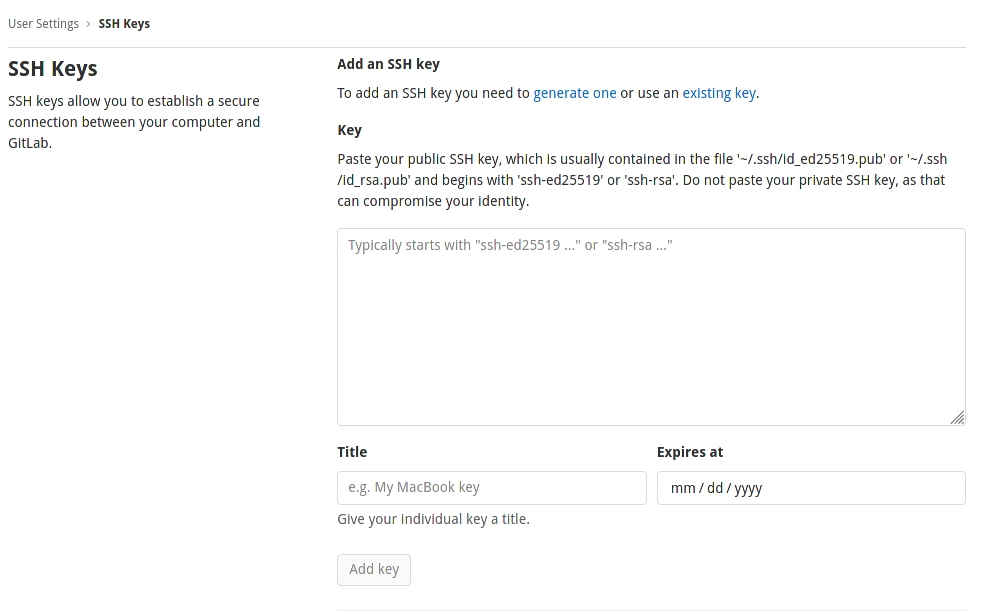 User Settings › SSH Keys
SSH Keys
SSH keys allow you to establish a secure
connection between your computer and
GitLab.
Add an SSH key
To add an SSH key you need to generate one or use an existing key.
Key
Paste your public SSH key, which is usually contained in the file '~/.ssh/id_ed25519.pub' or '~/.ssh
/id_rsa.pub' and begins with 'ssh-ed25519' or 'ssh-rsa'. Do not paste your private SSH key, as that
can compromise your identity.
Typically starts with "ssh-ed25519 …" or "ssh-rsa …"
Title
e.g. My MacBook key
Give your individual key a title.
Expires at
mm / dd / yyyy
Add key